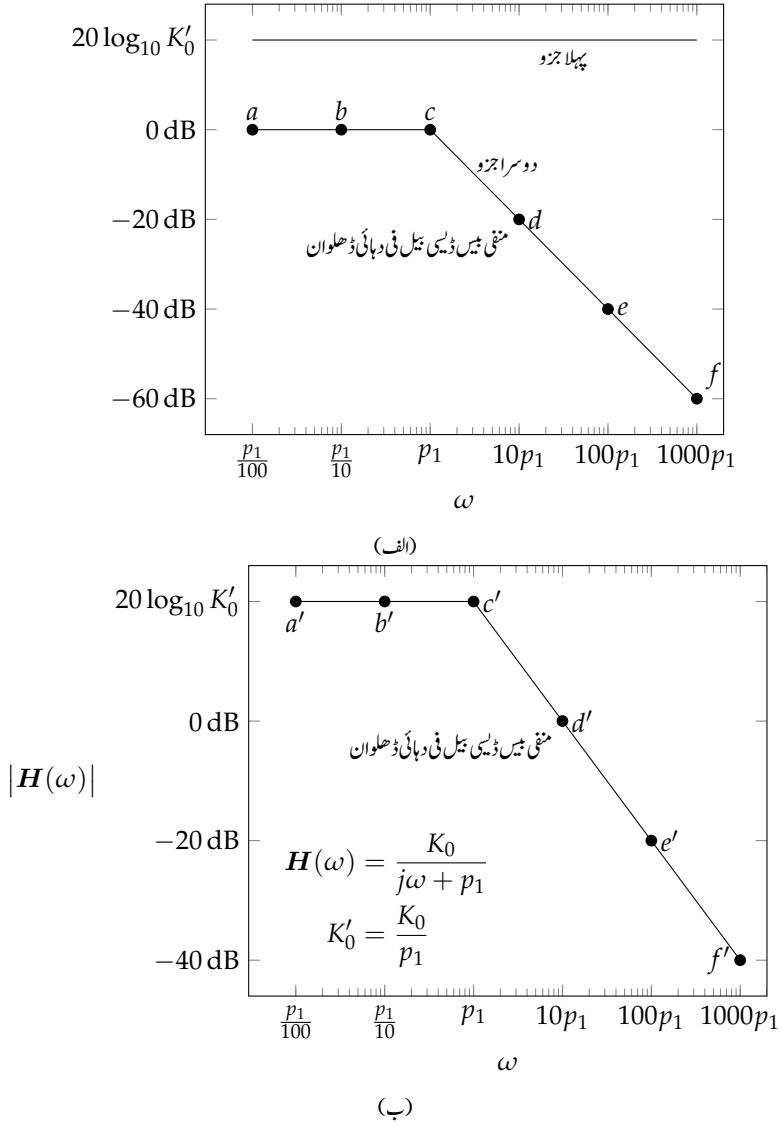 20 log₁₀ K′₀
پہلا جزو
a b c
0 dB
دوسرا جزو
−20 dB
d
منفی بیس ڈیسی بیل فی دہائی ڈھلوان
−40 dB
e
f
−60 dB
p₁/100 p₁/10 p₁ 10p₁ 100p₁ 1000p₁
ω
(الف)
20 log₁₀ K′₀
a′ b′ c′
0 dB
d′
منفی بیس ڈیسی بیل فی دہائی ڈھلوان
|H(ω)|
−20 dB
e′
H(ω) = K₀/(jω + p₁)
K′₀ = K₀/p₁
−40 dB
f′
p₁/100 p₁/10 p₁ 10p₁ 100p₁ 1000p₁
ω
(ب)